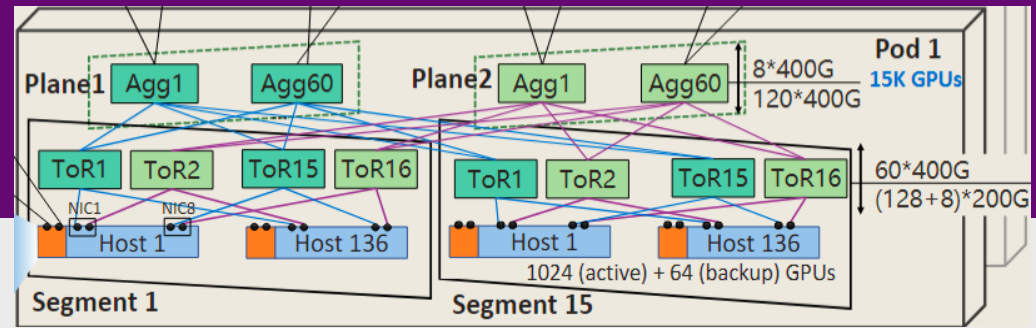 Pod 1
15K GPUs
Plane1
Agg1
Agg60
Plane2
Agg1
Agg60
8*400G
120*400G
ToR1
ToR2
ToR15
ToR16
ToR1
ToR2
ToR15
ToR16
60*400G
(128+8)*200G
NIC1
NIC8
Host 1
Host 136
Host 1
Host 136
1024 (active) + 64 (backup) GPUs
Segment 1
Segment 15